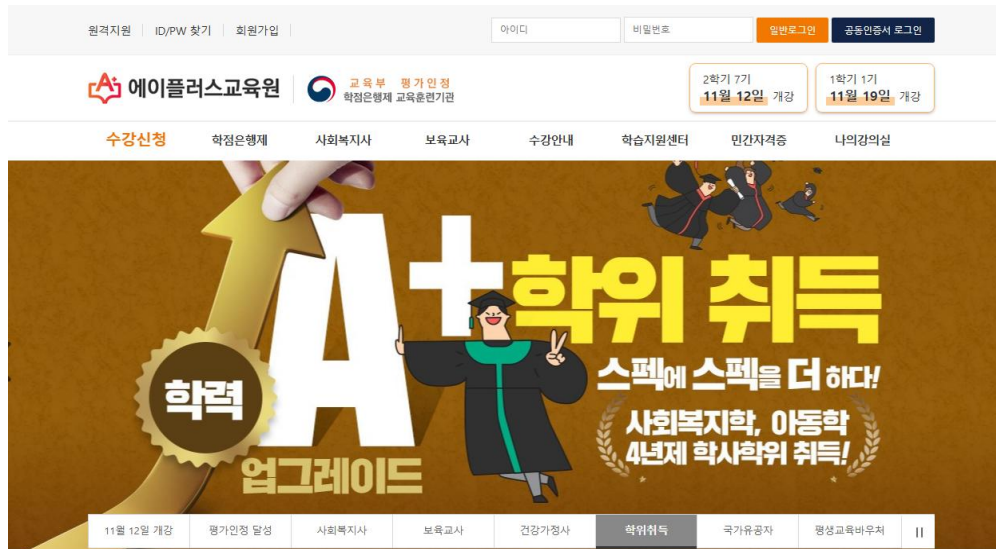 원격지원 ID/PW 찾기 회원가입 아이디 비밀번호 일반로그인 공동인증서 로그인
A+ 에이플러스교육원 교육부 평가인정 2학기 7기 1학기 1기
학점은행제 교육훈련기관 11월 12일 개강 11월 19일 개강
수강신청 학점은행제 사회복지사 보육교사 수강안내 학습지원센터 민간자격증 나의강의실
A+ 학위 취득
스펙에 스펙을 더 하다!
학력
사회복지학, 아동학
4년제 학사학위 취득!
업그레이드
11월 12일 개강 평가인정 달성 사회복지사 보육교사 건강가정사 학위취득 국가유공자 평생교육바우처